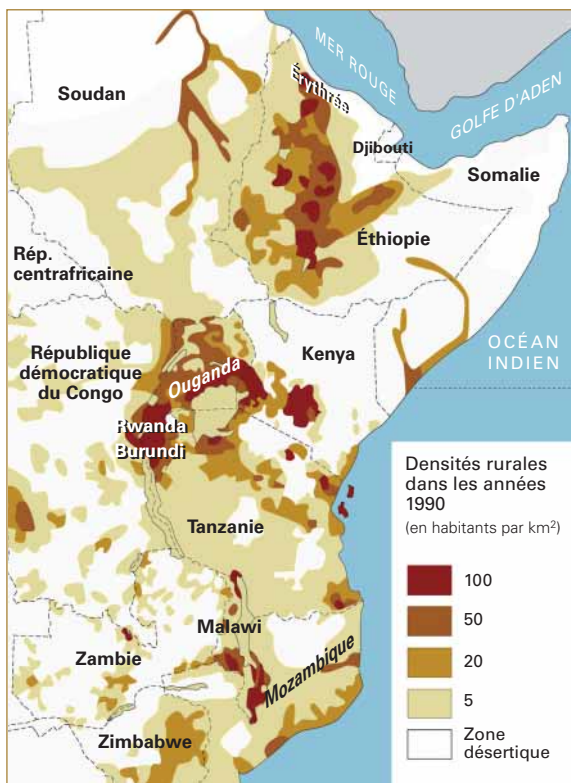 MER ROUGE
Soudan
Érythrée
GOLFE D'ADEN
Djibouti
Somalie
Éthiopie
Rép.
centrafricaine
OCÉAN
INDIEN
République
démocratique
du Congo
Kenya
Ouganda
Rwanda
Burundi
Tanzanie
Malawi
Zambie
Mozambique
Zimbabwe
Densités rurales
dans les années
1990
(en habitants par km²)
100
50
20
5
Zone
désertique